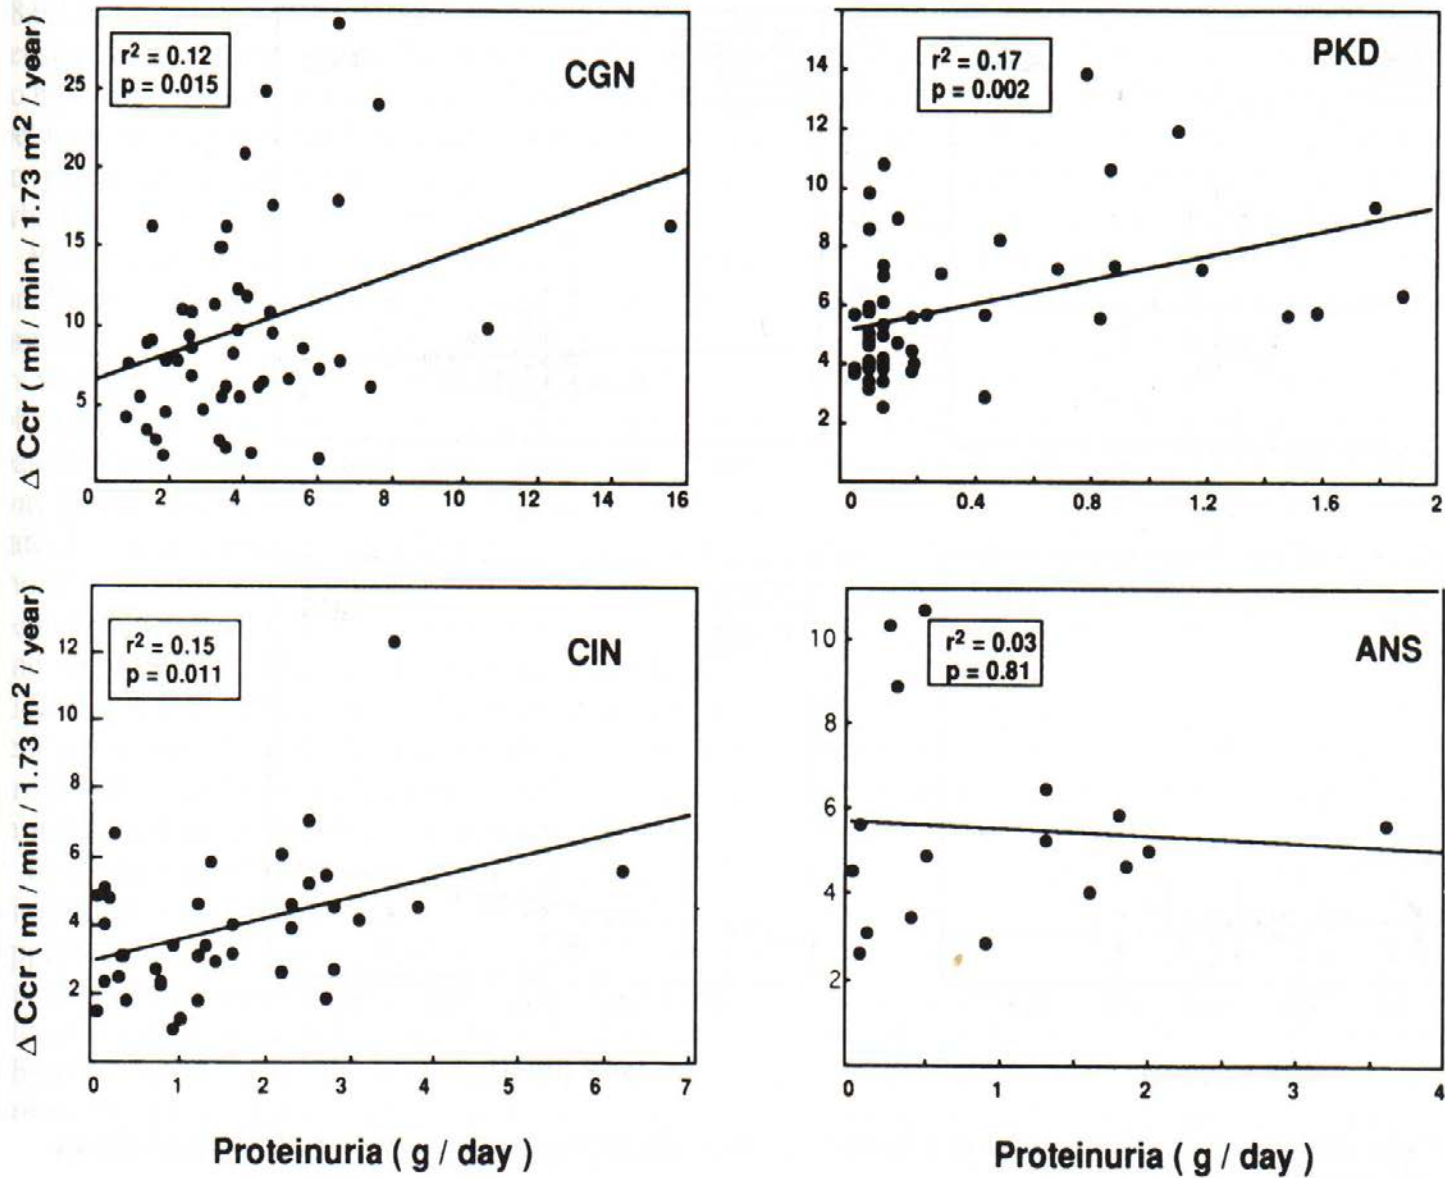 r² = 0.12
p = 0.015
CGN
Δ Ccr ( ml / min / 1.73 m² / year)
25
20
15
10
5
0 2 4 6 8 10 12 14 16
r² = 0.17
p = 0.002
PKD
14
12
10
8
6
4
2
0 0.4 0.8 1.2 1.6 2
r² = 0.15
p = 0.011
CIN
Δ Ccr ( ml / min / 1.73 m² / year)
12
10
8
6
4
2
0 1 2 3 4 5 6 7
Proteinuria ( g / day )
r² = 0.03
p = 0.81
ANS
10
8
6
4
2
0 1 2 3 4
Proteinuria ( g / day )